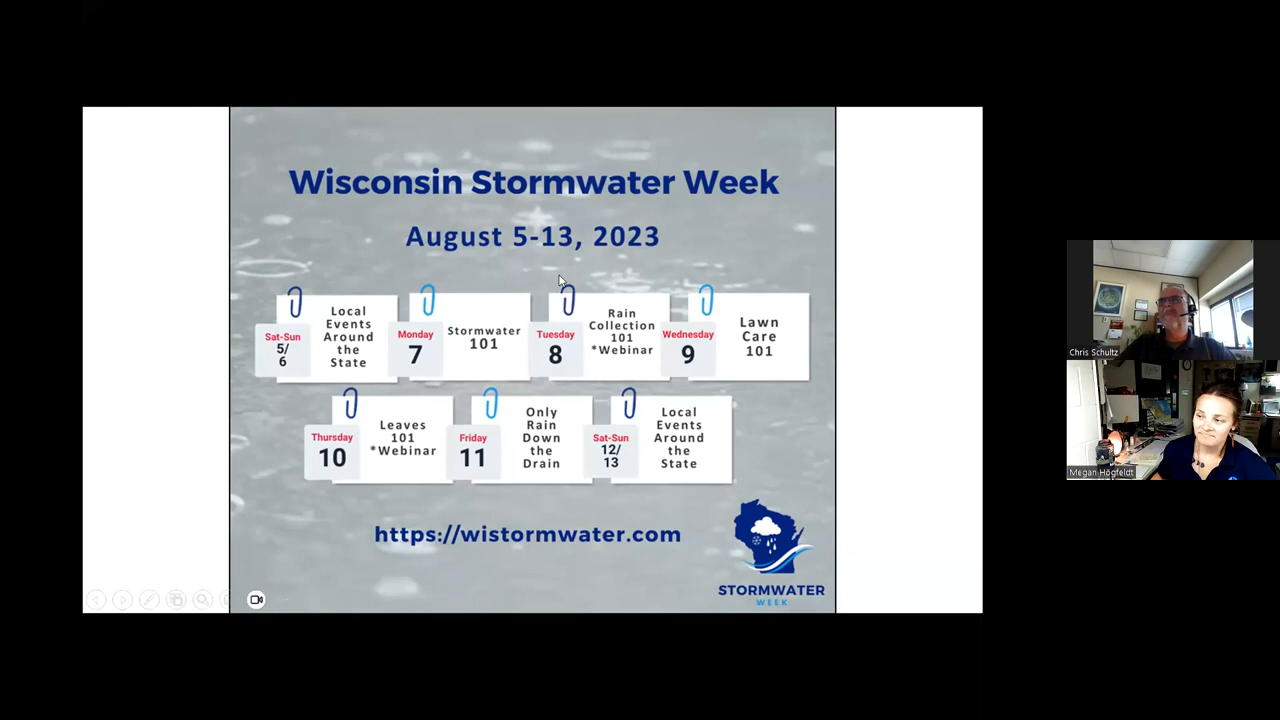 Wisconsin Stormwater Week
August 5-13, 2023
Sat-Sun
5/
6
Local
Events
Around
the
State
Monday
7
Stormwater
101
Tuesday
8
Rain
Collection
101
*Webinar
Wednesday
9
Lawn
Care
101
Thursday
10
Leaves
101
*Webinar
Friday
11
Only
Rain
Down
the
Drain
Sat-Sun
12/
13
Local
Events
Around
the
State
https://wistormwater.com
STORMWATER
WEEK
Chris Schultz
Megan Högfeldt